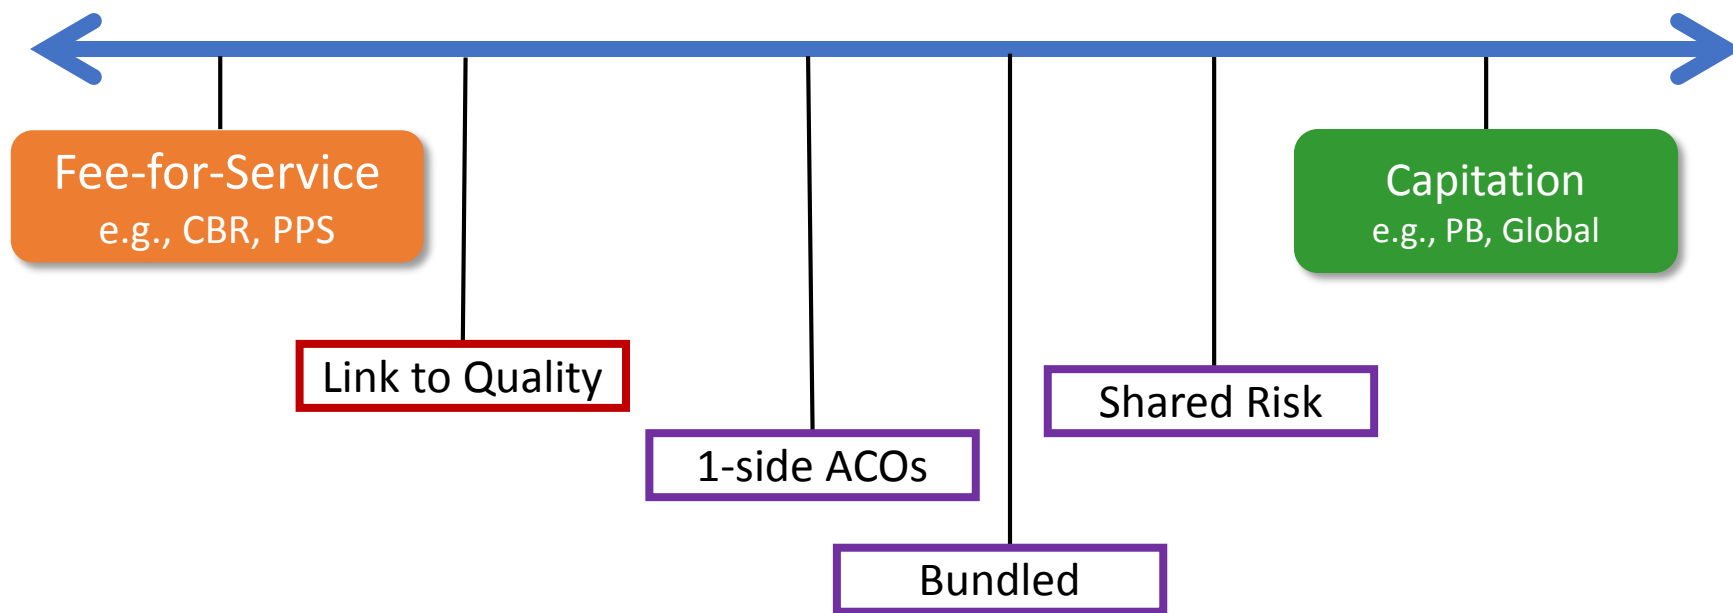 Fee-for-Service
e.g., CBR, PPS
Link to Quality
1-side ACOs
Bundled
Shared Risk
Capitation
e.g., PB, Global